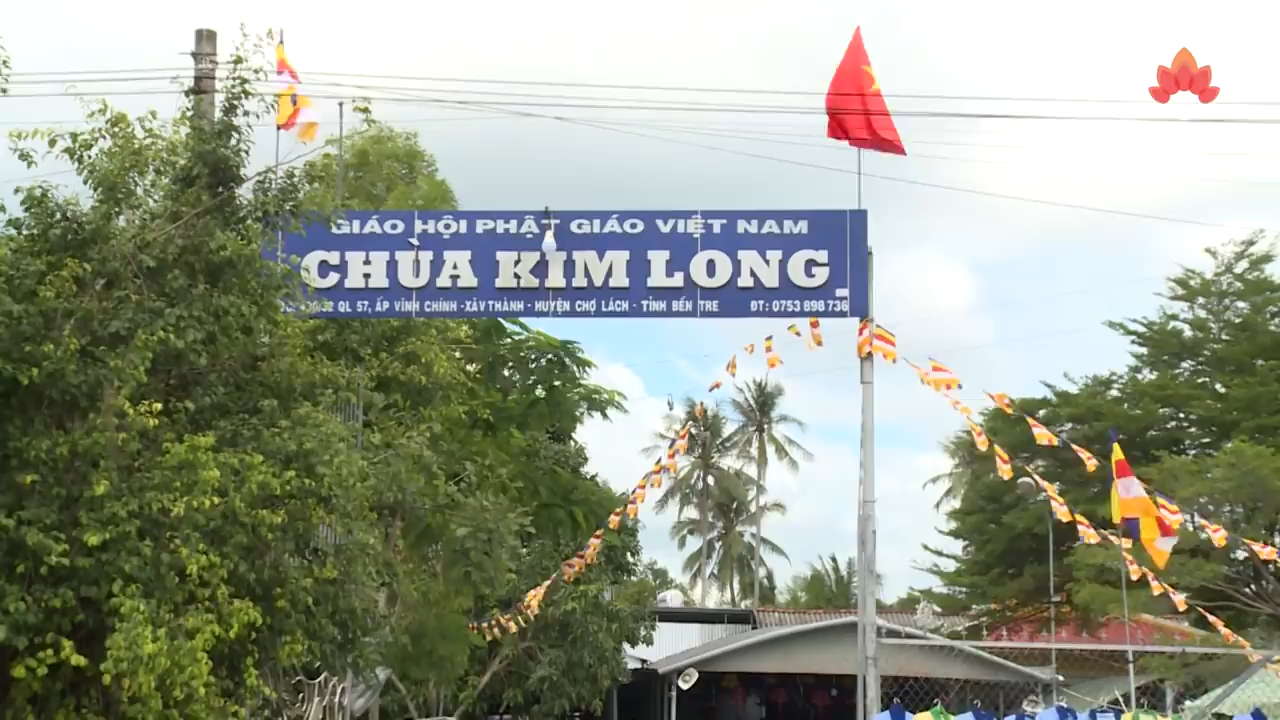 GIÁO HỘI PHẬT GIÁO VIỆT NAM
CHÙA KIM LONG
QL 57, ẤP VĨNH CHÍNH - XÃ V THÀNH - HUYỆN CHỢ LÁCH - TỈNH BẾN TRE ĐT: 0753 898 736